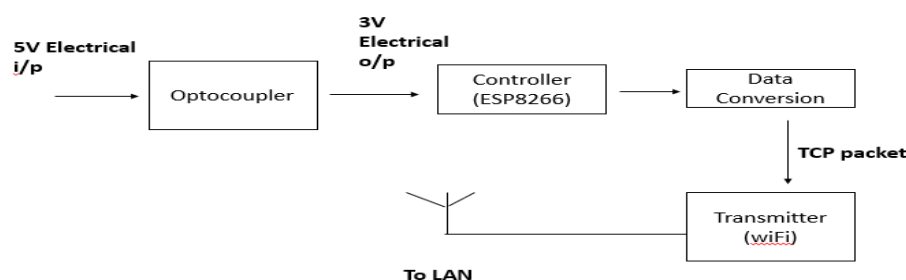 5V Electrical
i/p
Optocoupler
3V
Electrical
o/p
Controller
(ESP8266)
Data
Conversion
TCP packet
Transmitter
(wiFi)
To LAN